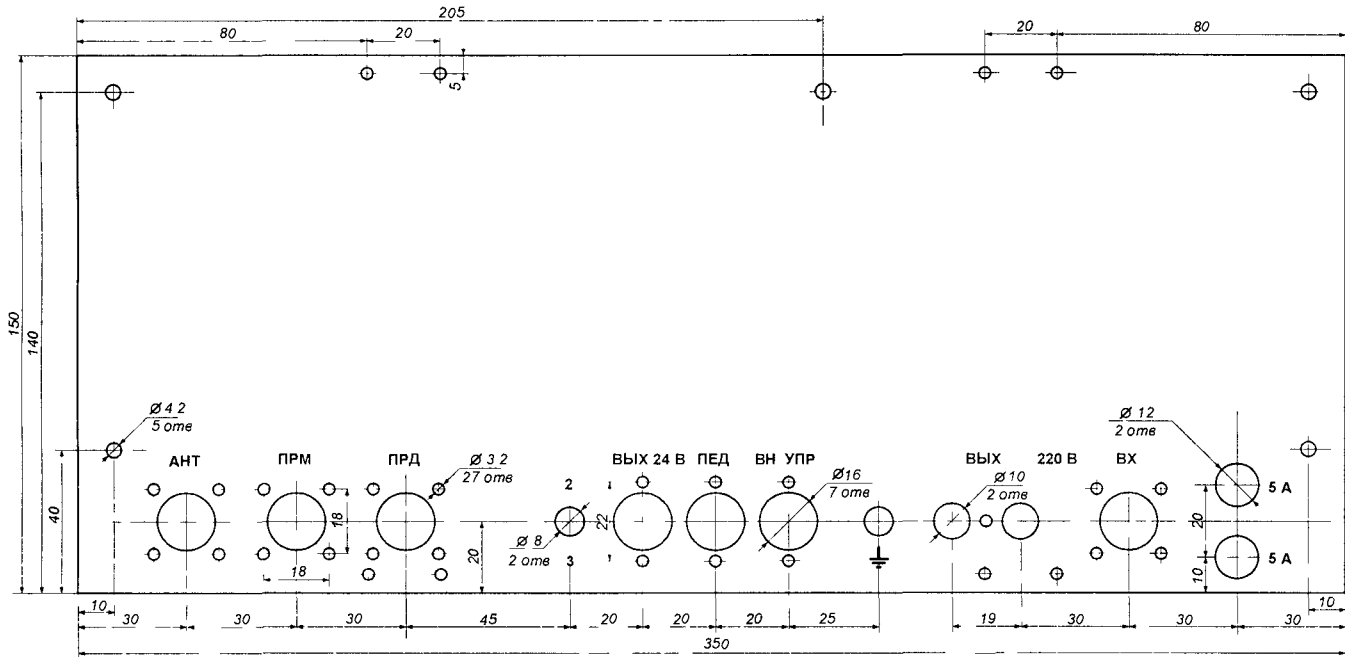 205
80
20
20
80
5
150
140
40
Ø 4 2
5 отв
АНТ
ПРМ
ПРД
Ø 3 2
27 отв
18
18
20
2
3
Ø 8
2 отв
22
ВЫХ 24 В
ПЕД
ВН УПР
Ø16
7 отв
ВЫХ
220 В
ВХ
Ø10
2 отв
Ø 12
2 отв
5 А
5 А
20
10
10
10
30
30
30
45
20
20
20
25
19
30
30
30
350